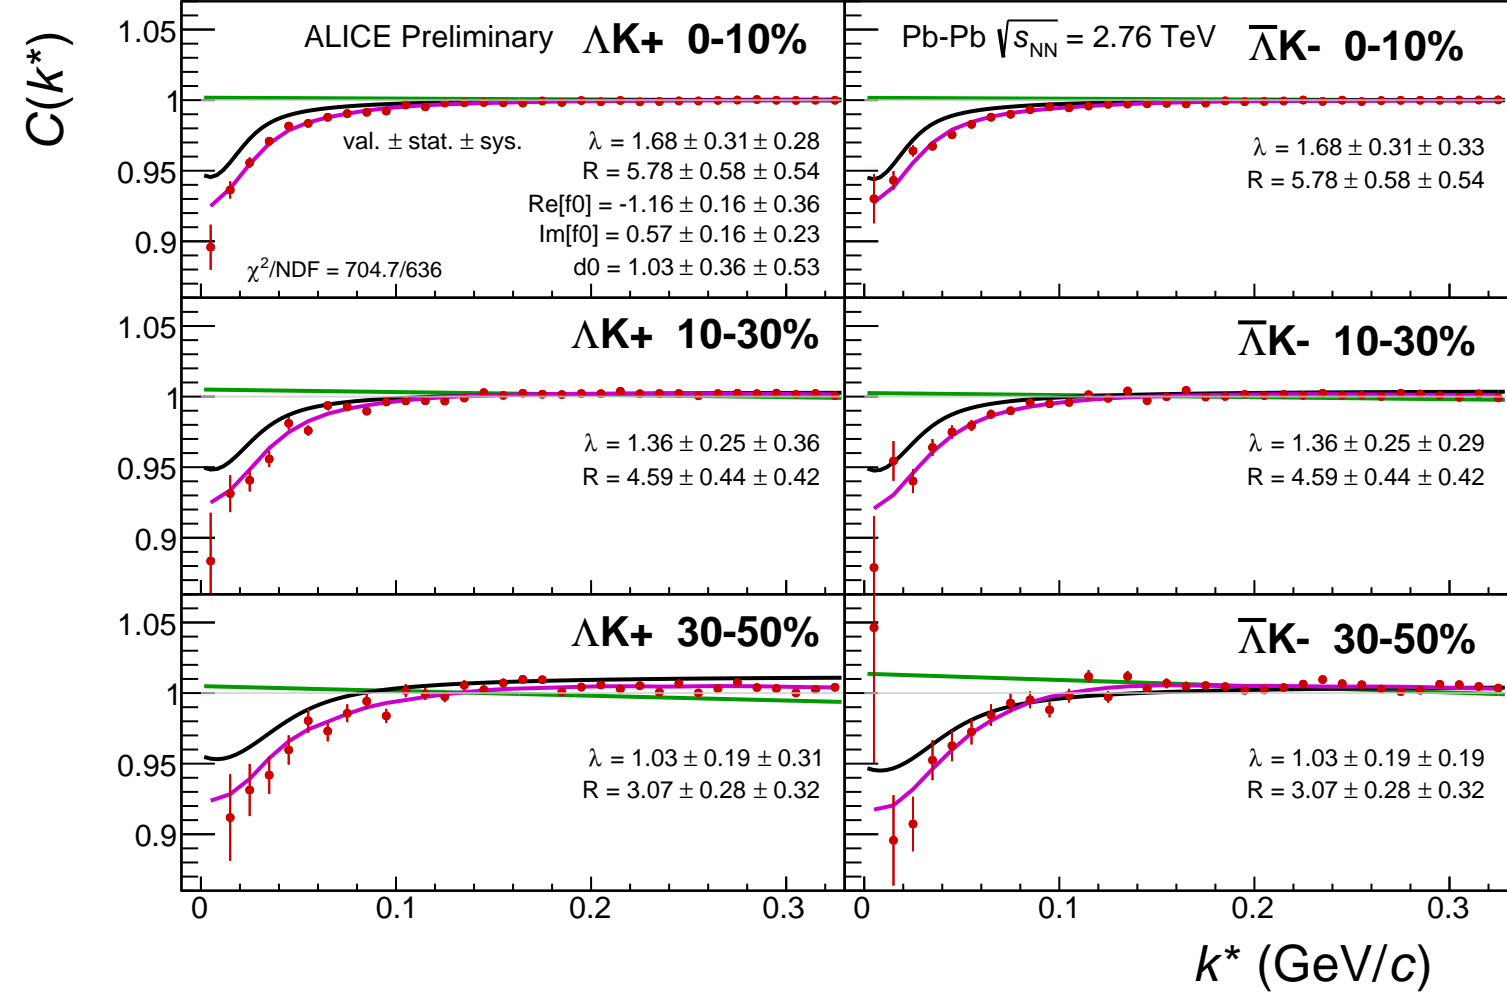 C(k*)
ALICE Preliminary ΛK+ 0-10%
1.05
1
0.95
0.9
val. ± stat. ± sys.
λ = 1.68 ± 0.31 ± 0.28
R = 5.78 ± 0.58 ± 0.54
Re[f0] = -1.16 ± 0.16 ± 0.36
Im[f0] = 0.57 ± 0.16 ± 0.23
d0 = 1.03 ± 0.36 ± 0.53
χ²/NDF = 704.7/636
Pb-Pb √sNN = 2.76 TeV Λ̅K- 0-10%
λ = 1.68 ± 0.31 ± 0.33
R = 5.78 ± 0.58 ± 0.54
ΛK+ 10-30%
1.05
1
0.95
0.9
λ = 1.36 ± 0.25 ± 0.36
R = 4.59 ± 0.44 ± 0.42
Λ̅K- 10-30%
λ = 1.36 ± 0.25 ± 0.29
R = 4.59 ± 0.44 ± 0.42
ΛK+ 30-50%
1.05
1
0.95
0.9
λ = 1.03 ± 0.19 ± 0.31
R = 3.07 ± 0.28 ± 0.32
Λ̅K- 30-50%
λ = 1.03 ± 0.19 ± 0.19
R = 3.07 ± 0.28 ± 0.32
0 0.1 0.2 0.3 0 0.1 0.2 0.3
k* (GeV/c)